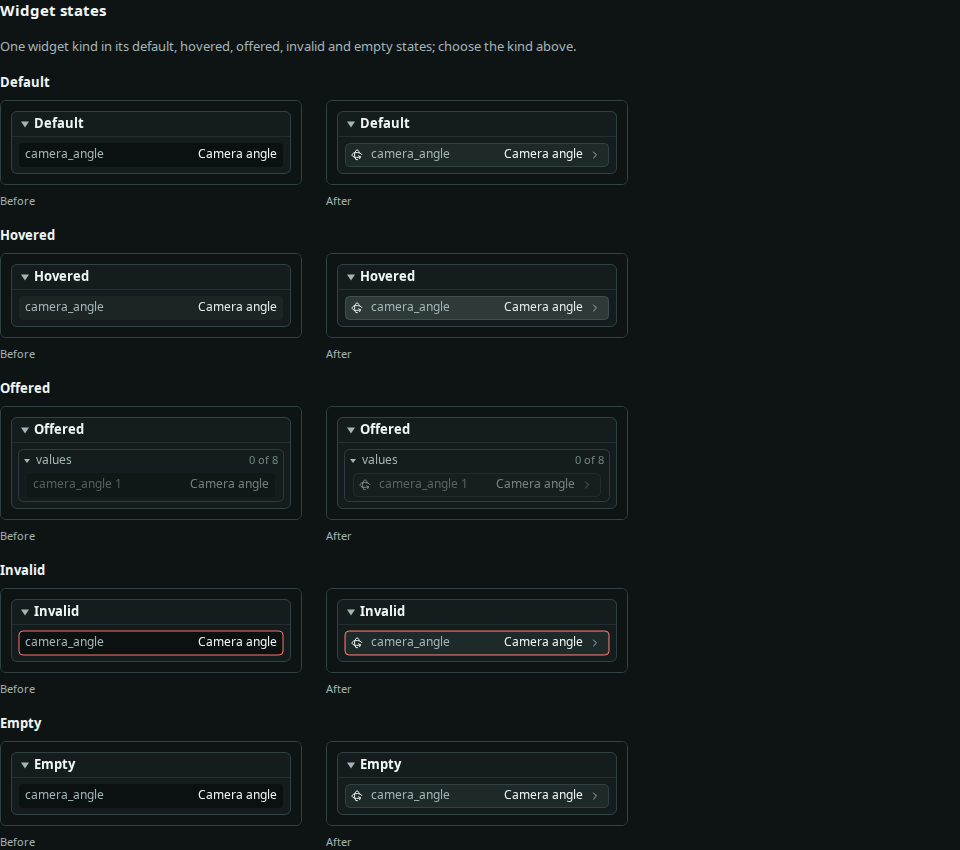 Widget states
One widget kind in its default, hovered, offered, invalid and empty states; choose the kind above.
Default
Default
camera_angle Camera angle
Before
Default
camera_angle Camera angle
After
Hovered
Hovered
camera_angle Camera angle
Before
Hovered
camera_angle Camera angle
After
Offered
Offered
values 0 of 8
camera_angle 1 Camera angle
Before
Offered
values 0 of 8
camera_angle 1 Camera angle
After
Invalid
Invalid
camera_angle Camera angle
Before
Invalid
camera_angle Camera angle
After
Empty
Empty
camera_angle Camera angle
Before
Empty
camera_angle Camera angle
After